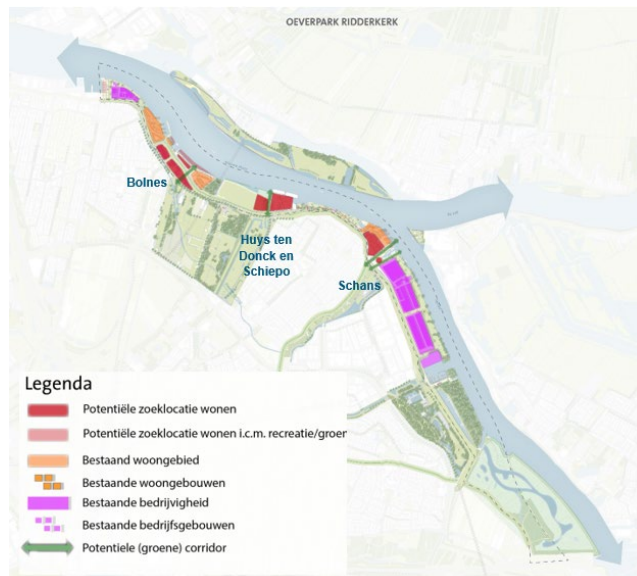 OEVERPARK RIDDERKERK
Bolnes
Huys ten
Donck en
Schiepo
Schans
Legenda
Potentiële zoeklocatie wonen
Potentiële zoeklocatie wonen i.c.m. recreatie/groen
Bestaand woongebied
Bestaande woongebouwen
Bestaande bedrijvigheid
Bestaande bedrijfsgebouwen
Potentiele (groene) corridor